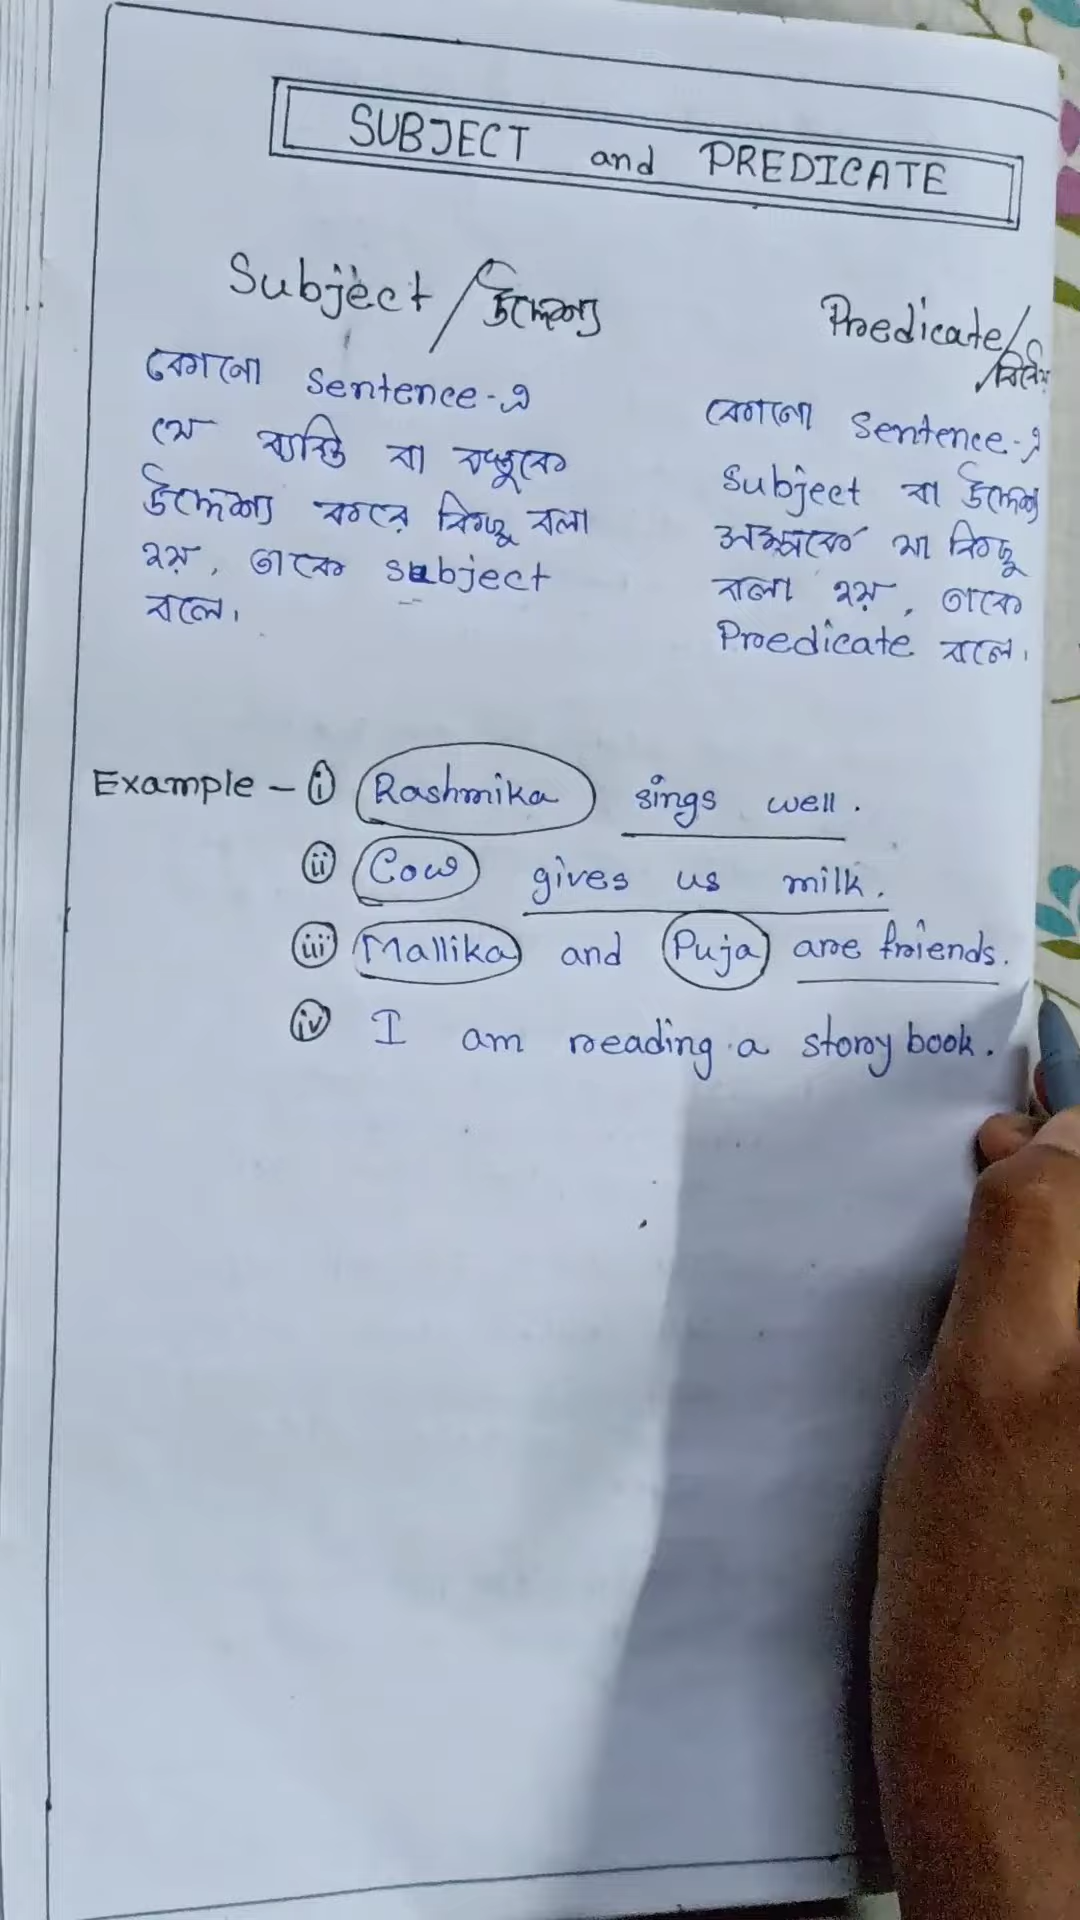 SUBJECT and PREDICATE
Subject / উদ্দেশ্য
কোনো sentence-এ
যে ব্যক্তি বা বস্তুকে
উদ্দেশ্য করে কিছু বলা
হয়, তাকে subject
বলে।
Predicate / বিধেয়
কোনো sentence-এ
subject বা উদ্দেশ্য
সম্পর্কে যা কিছু
বলা হয়, তাকে
Predicate বলে।
Example - (i) Rashmika sings well.
(ii) Cow gives us milk.
(iii) Mallika and Puja are friends.
(iv) I am reading a story book.